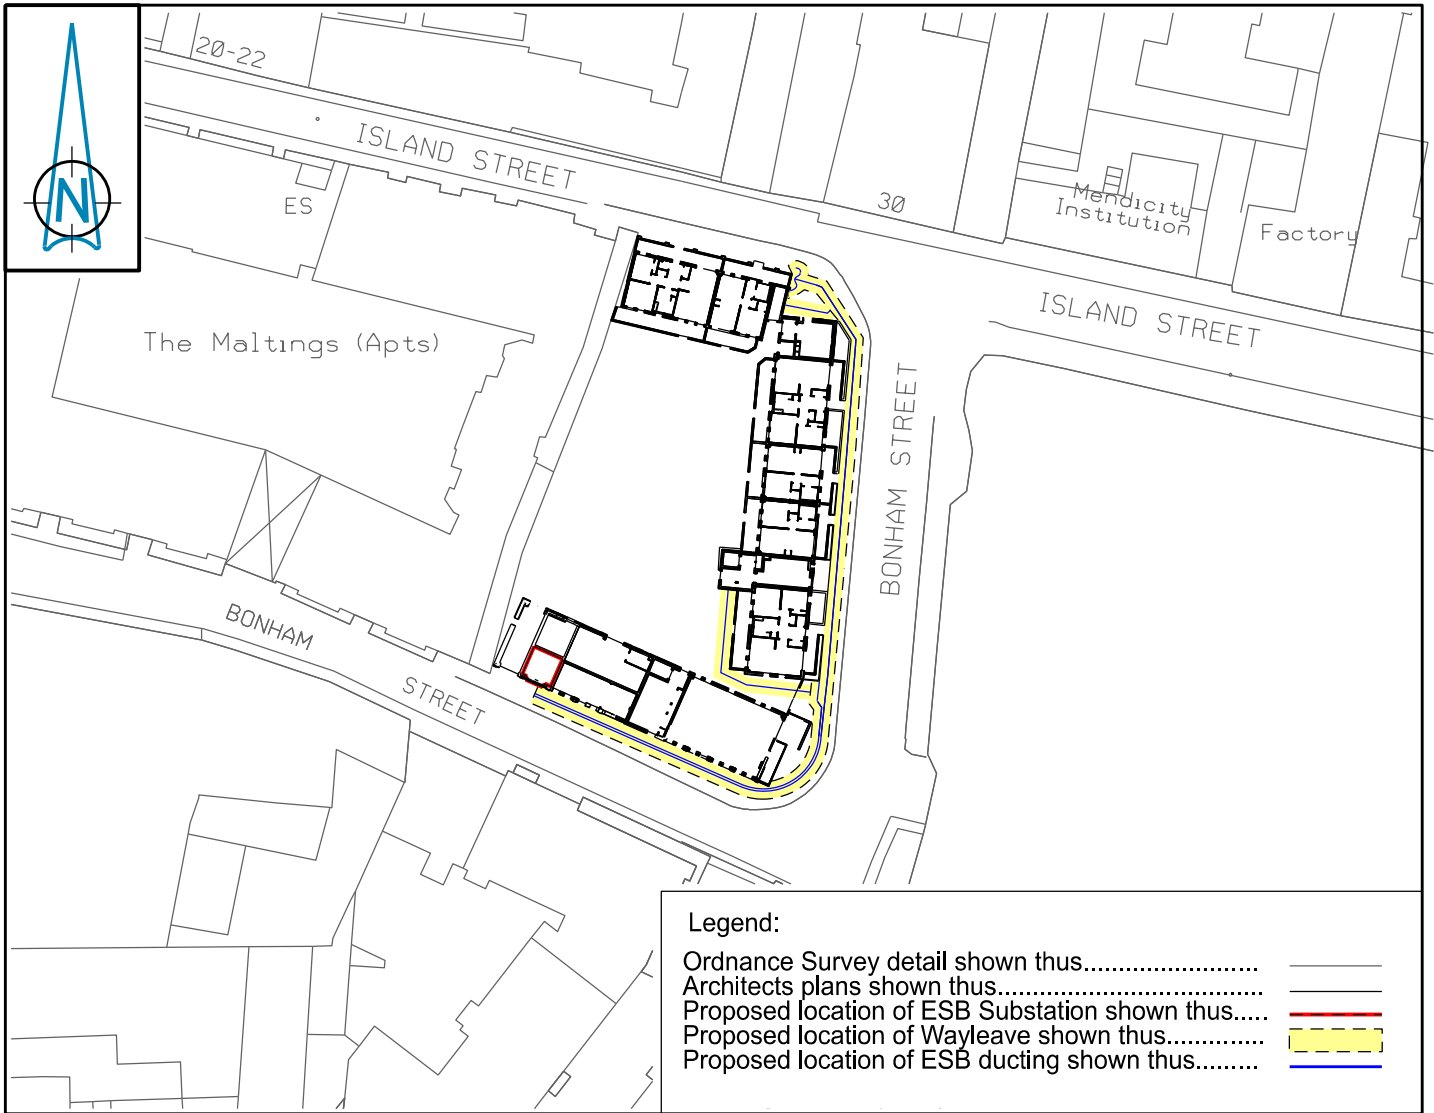 20-22
N
ISLAND STREET
ES
30
Mendicity
Institution
Factory
ISLAND STREET
The Maltings (Apts)
BONHAM STREET
BONHAM
STREET
Legend:
Ordnance Survey detail shown thus.........................
Architects plans shown thus......................................
Proposed location of ESB Substation shown thus.....
Proposed location of Wayleave shown thus..............
Proposed location of ESB ducting shown thus.........